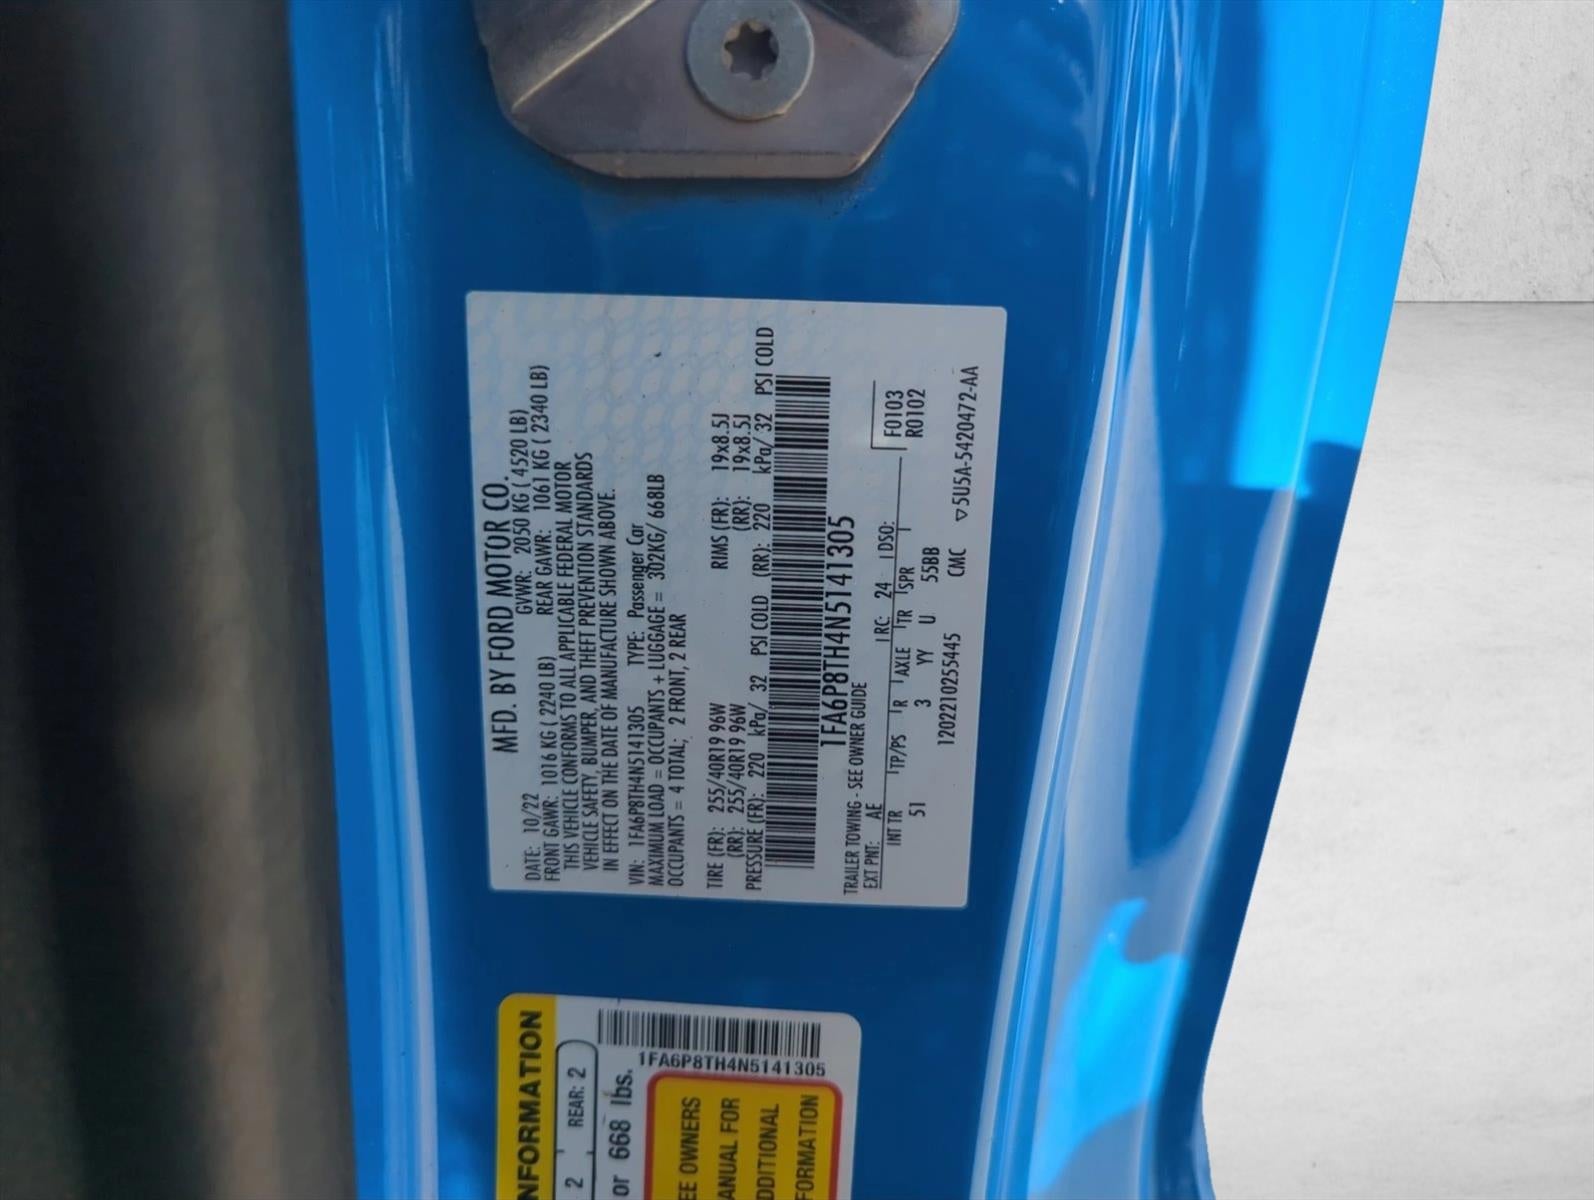 MFD. BY FORD MOTOR CO.
DATE: 10/22 GVWR: 2050 KG ( 4520 LB)
FRONT GAWR: 1016 KG ( 2240 LB) REAR GAWR: 1061 KG ( 2340 LB)
THIS VEHICLE CONFORMS TO ALL APPLICABLE FEDERAL MOTOR
VEHICLE SAFETY, BUMPER, AND THEFT PREVENTION STANDARDS
IN EFFECT ON THE DATE OF MANUFACTURE SHOWN ABOVE.
VIN: 1FA6P8TH4N5141305 TYPE: Passenger Car
MAXIMUM LOAD = OCCUPANTS + LUGGAGE = 302KG/ 668LB
OCCUPANTS = 4 TOTAL; 2 FRONT, 2 REAR
TIRE (FR): 255/40R19 96W RIMS (FR): 19x8.5J
(RR): 255/40R19 96W (RR): 19x8.5J
PRESSURE (FR): 220 kPa/ 32 PSI COLD (RR): 220 kPa/ 32 PSI COLD
1FA6P8TH4N5141305
TRAILER TOWING - SEE OWNER GUIDE
EXT PNT: AE RC: 24 DSO: F0103
INT TR TP/PS R AXLE TR SPR R0102
51 3 YY U 55BB
120221025 5445 CMC ▽5U5A-5420472-AA
NFORMATION
2 REAR: 2
or 668 lbs.
1FA6P8TH4N5141305
EE OWNERS
ANUAL FOR
DDITIONAL
FORMATION